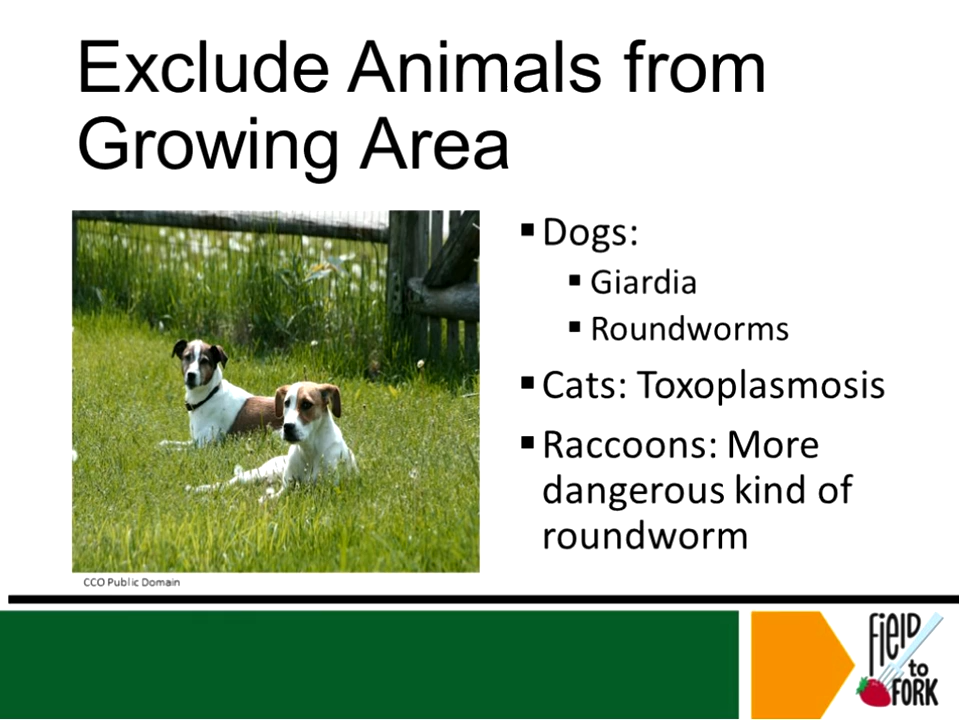 Exclude Animals from
Growing Area
▪ Dogs:
▪ Giardia
▪ Roundworms
▪ Cats: Toxoplasmosis
▪ Raccoons: More
dangerous kind of
roundworm
CCO Public Domain
FiELD
to
FORK